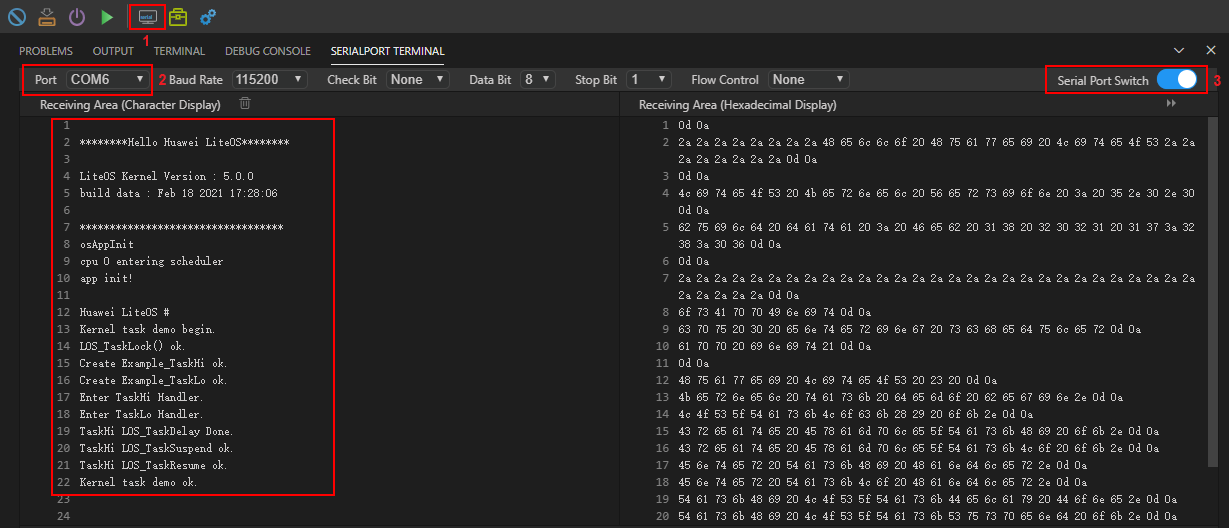 serial
1
PROBLEMS OUTPUT TERMINAL DEBUG CONSOLE SERIALPORT TERMINAL
Port COM6 2 Baud Rate 115200 Check Bit None Data Bit 8 Stop Bit 1 Flow Control None Serial Port Switch 3
Receiving Area (Character Display)
1
2 ********Hello Huawei LiteOS********
3
4 LiteOS Kernel Version : 5.0.0
5 build data : Feb 18 2021 17:28:06
6
7 **********************************
8 osAppInit
9 cpu 0 entering scheduler
10 app init!
11
12 Huawei LiteOS #
13 Kernel task demo begin.
14 LOS_TaskLock() ok.
15 Create Example_TaskHi ok.
16 Create Example_TaskLo ok.
17 Enter TaskHi Handler.
18 Enter TaskLo Handler.
19 TaskHi LOS_TaskDelay Done.
20 TaskHi LOS_TaskSuspend ok.
21 TaskHi LOS_TaskResume ok.
22 Kernel task demo ok.
23
24
Receiving Area (Hexadecimal Display)
1 0d 0a
2 2a 2a 2a 2a 2a 2a 2a 2a 48 65 6c 6c 6f 20 48 75 61 77 65 69 20 4c 69 74 65 4f 53 2a 2a
2a 2a 2a 2a 2a 2a 0d 0a
3 0d 0a
4 4c 69 74 65 4f 53 20 4b 65 72 6e 65 6c 20 56 65 72 73 69 6f 6e 20 3a 20 35 2e 30 2e 30
0d 0a
5 62 75 69 6c 64 20 64 61 74 61 20 3a 20 46 65 62 20 31 38 20 32 30 32 31 20 31 37 3a 32
38 3a 30 36 0d 0a
6 0d 0a
7 2a 2a 2a 2a 2a 2a 2a 2a 2a 2a 2a 2a 2a 2a 2a 2a 2a 2a 2a 2a 2a 2a 2a 2a 2a 2a 2a 2a 2a
2a 2a 2a 2a 2a 0d 0a
8 6f 73 41 70 70 49 6e 69 74 0d 0a
9 63 70 75 20 30 20 65 6e 74 65 72 69 6e 67 20 73 63 68 65 64 75 6c 65 72 0d 0a
10 61 70 70 20 69 6e 69 74 21 0d 0a
11 0d 0a
12 48 75 61 77 65 69 20 4c 69 74 65 4f 53 20 23 20 0d 0a
13 4b 65 72 6e 65 6c 20 74 61 73 6b 20 64 65 6d 6f 20 62 65 67 69 6e 2e 0d 0a
14 4c 4f 53 5f 54 61 73 6b 4c 6f 63 6b 28 29 20 6f 6b 2e 0d 0a
15 43 72 65 61 74 65 20 45 78 61 6d 70 6c 65 5f 54 61 73 6b 48 69 20 6f 6b 2e 0d 0a
16 43 72 65 61 74 65 20 45 78 61 6d 70 6c 65 5f 54 61 73 6b 4c 6f 20 6f 6b 2e 0d 0a
17 45 6e 74 65 72 20 54 61 73 6b 48 69 20 48 61 6e 64 6c 65 72 2e 0d 0a
18 45 6e 74 65 72 20 54 61 73 6b 4c 6f 20 48 61 6e 64 6c 65 72 2e 0d 0a
19 54 61 73 6b 48 69 20 4c 4f 53 5f 54 61 73 6b 44 65 6c 61 79 20 44 6f 6e 65 2e 0d 0a
20 54 61 73 6b 48 69 20 4c 4f 53 5f 54 61 73 6b 53 75 73 70 65 6e 64 20 6f 6b 2e 0d 0a